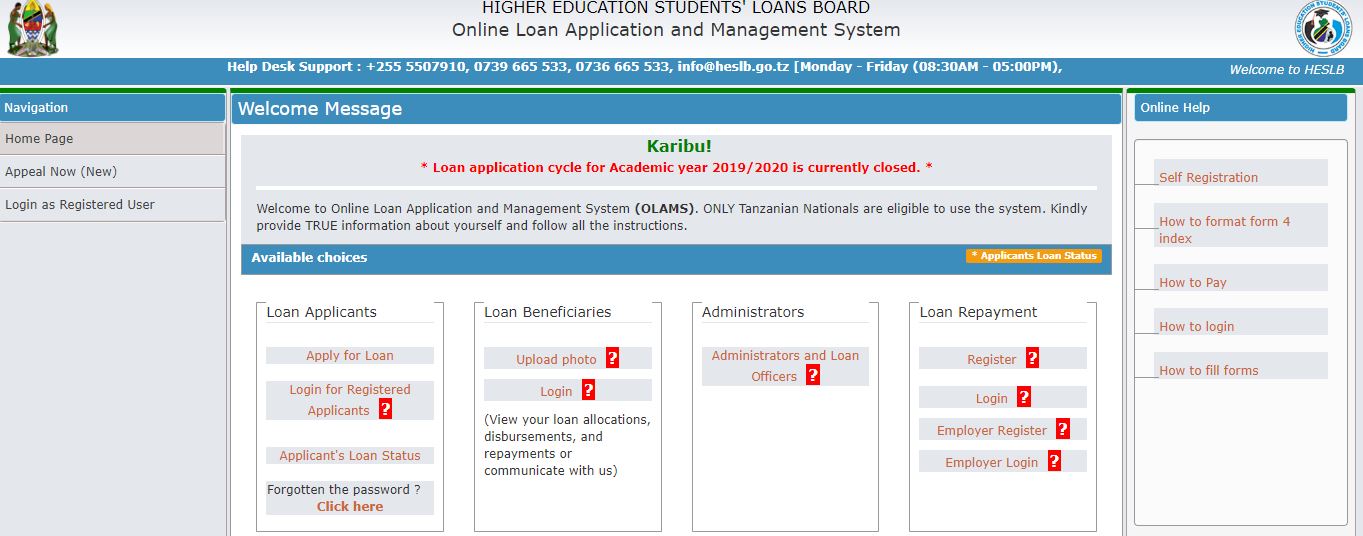 HIGHER EDUCATION STUDENTS' LOANS BOARD
Online Loan Application and Management System
Help Desk Support : +255 5507910, 0739 665 533, 0736 665 533, info@heslb.go.tz [Monday - Friday (08:30AM - 05:00PM),
Welcome to HESLB
Navigation
Home Page
Appeal Now (New)
Login as Registered User
Welcome Message
Karibu!
* Loan application cycle for Academic year 2019/2020 is currently closed. *
Welcome to Online Loan Application and Management System (OLAMS). ONLY Tanzanian Nationals are eligible to use the system. Kindly
provide TRUE information about yourself and follow all the instructions.
Available choices
* Applicants Loan Status
Loan Applicants
Apply for Loan
Login for Registered
Applicants ?
Applicant's Loan Status
Forgotten the password ?
Click here
Loan Beneficiaries
Upload photo ?
Login ?
(View your loan allocations,
disbursements, and
repayments or
communicate with us)
Administrators
Administrators and Loan
Officers ?
Loan Repayment
Register ?
Login ?
Employer Register ?
Employer Login ?
Online Help
Self Registration
How to format form 4
index
How to Pay
How to login
How to fill forms